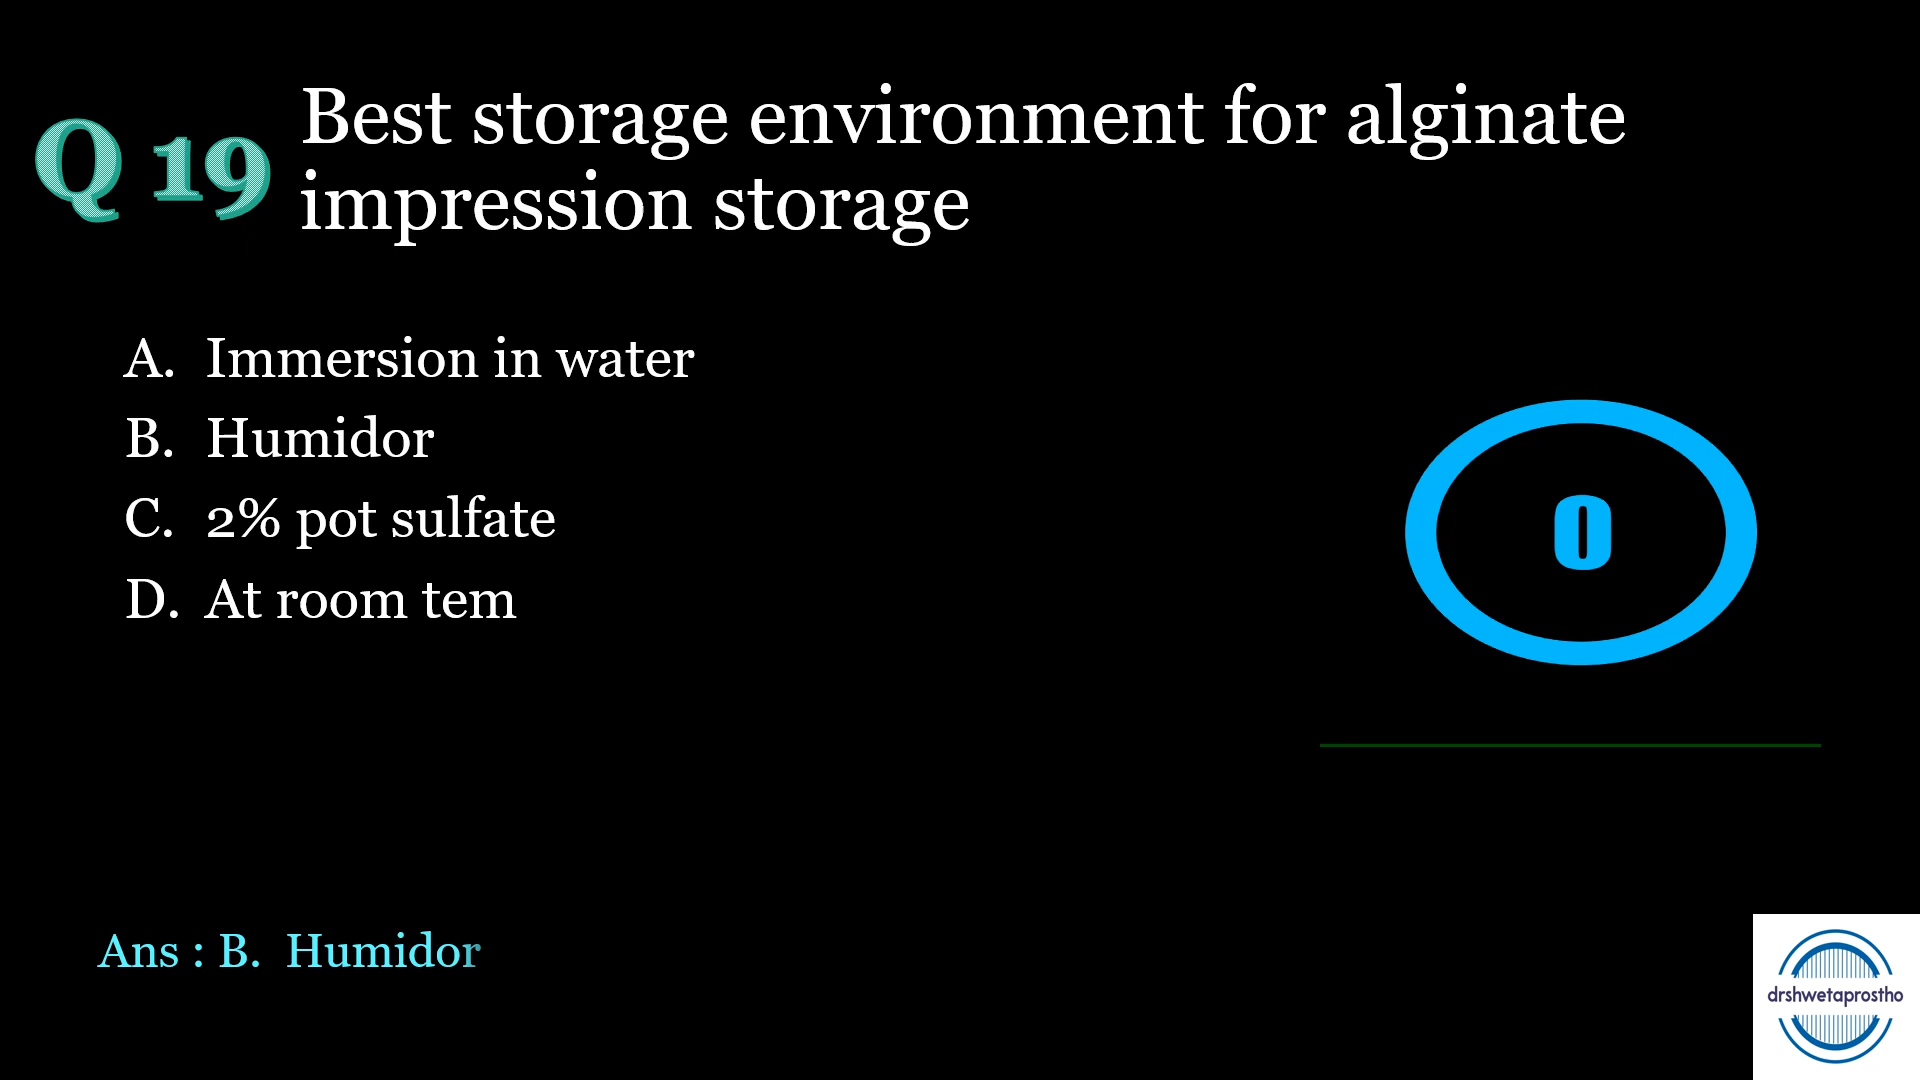 Q 19
Best storage environment for alginate
impression storage
A. Immersion in water
B. Humidor
C. 2% pot sulfate
D. At room tem
0
Ans : B. Humidor
drshwetaprostho